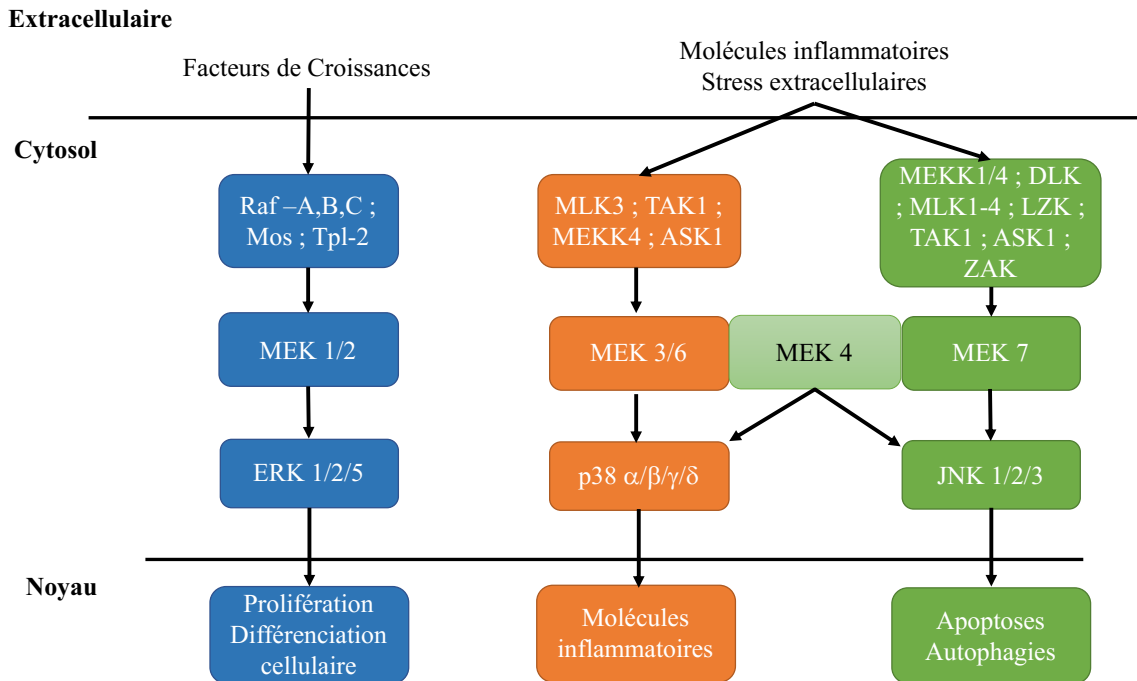 Extracellulaire
Facteurs de Croissances
Molécules inflammatoires
Stress extracellulaires
Cytosol
Raf –A,B,C ;
Mos ; Tpl-2
MLK3 ; TAK1 ;
MEKK4 ; ASK1
MEKK1/4 ; DLK
; MLK1-4 ; LZK ;
TAK1 ; ASK1 ;
ZAK
MEK 1/2
MEK 3/6
MEK 4
MEK 7
ERK 1/2/5
p38 α/β/γ/δ
JNK 1/2/3
Noyau
Prolifération
Différenciation
cellulaire
Molécules
inflammatoires
Apoptoses
Autophagies